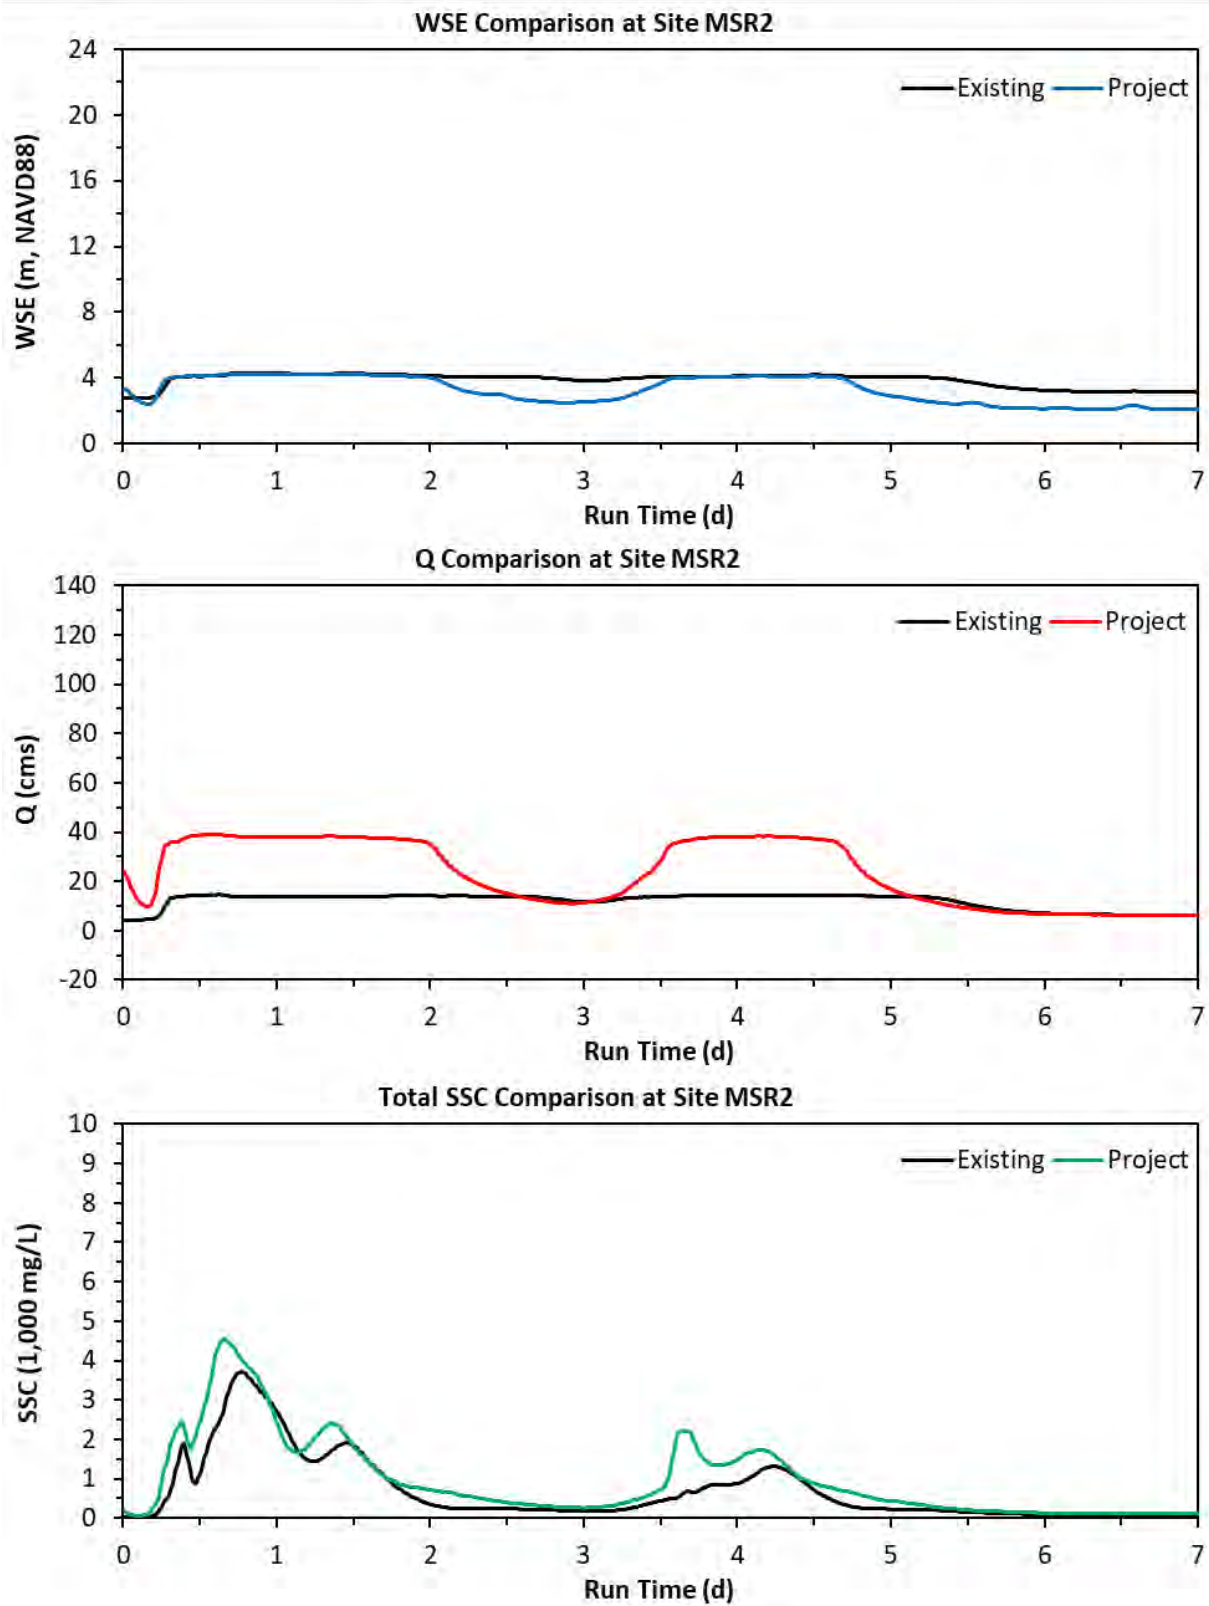 WSE Comparison at Site MSR2
24
20
16
12
8
4
0
WSE (m, NAVD88)
Existing Project
0 1 2 3 4 5 6 7
Run Time (d)
Q Comparison at Site MSR2
140
120
100
80
60
40
20
0
-20
Q (cms)
Existing Project
0 1 2 3 4 5 6 7
Run Time (d)
Total SSC Comparison at Site MSR2
10
9
8
7
6
5
4
3
2
1
0
SSC (1,000 mg/L)
Existing Project
0 1 2 3 4 5 6 7
Run Time (d)